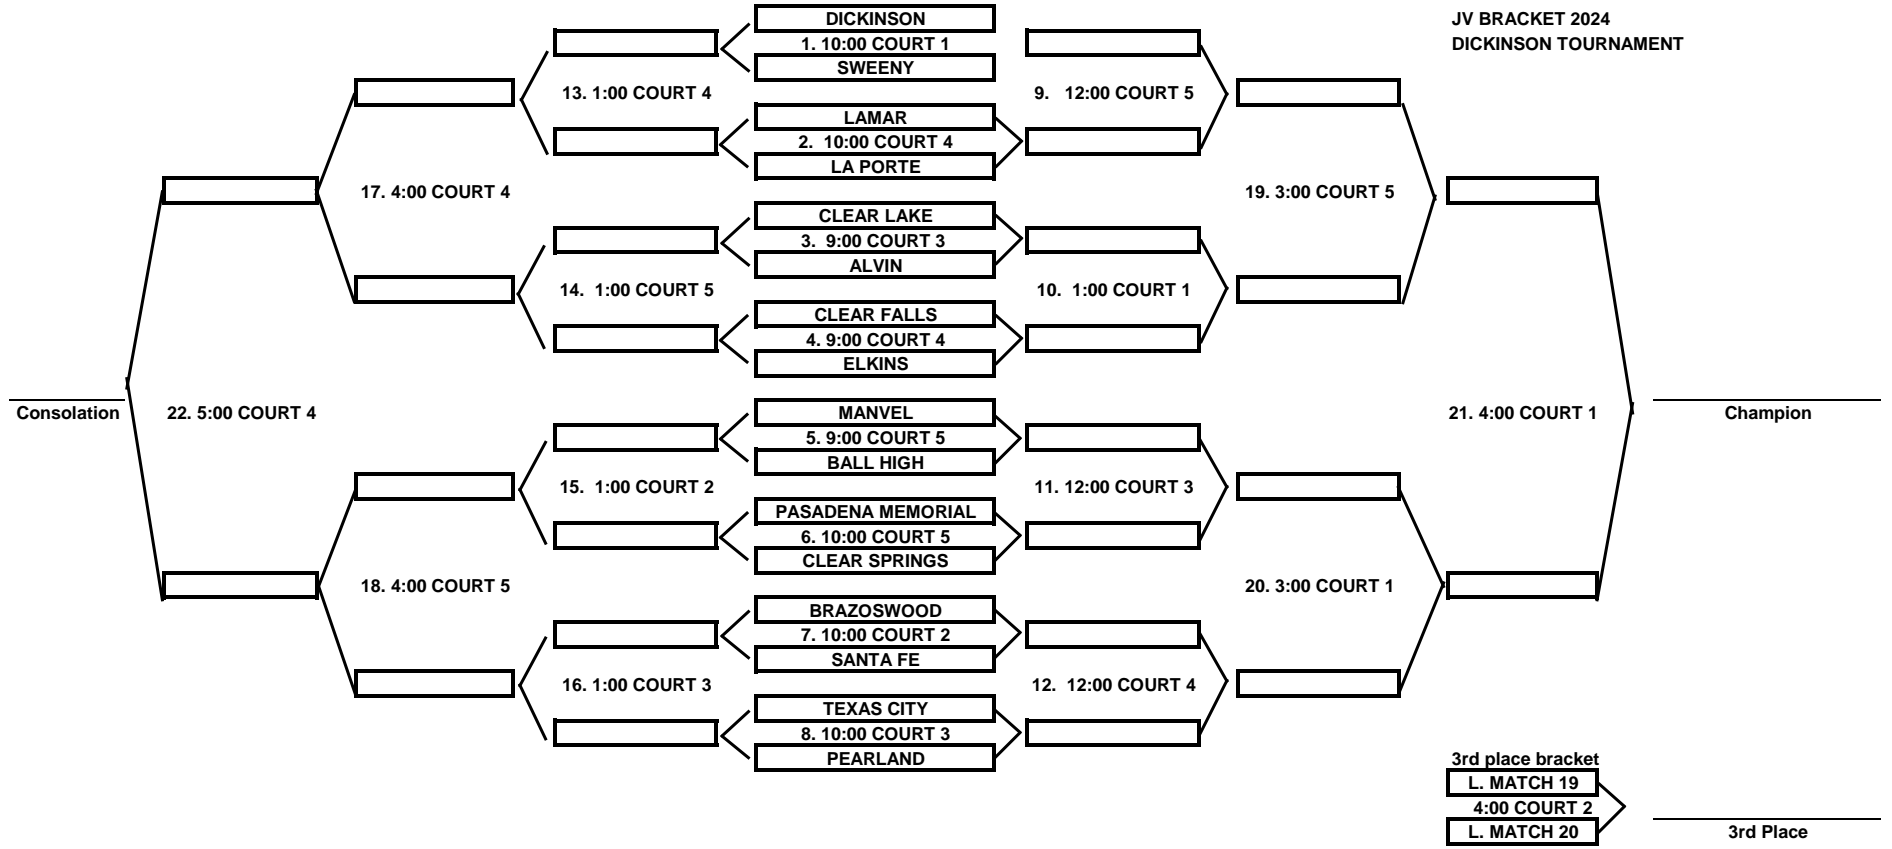 JV BRACKET 2024
DICKINSON TOURNAMENT
DICKINSON
1. 10:00 COURT 1
SWEENY
13. 1:00 COURT 4
9. 12:00 COURT 5
LAMAR
2. 10:00 COURT 4
LA PORTE
17. 4:00 COURT 4
19. 3:00 COURT 5
CLEAR LAKE
3. 9:00 COURT 3
ALVIN
14. 1:00 COURT 5
10. 1:00 COURT 1
CLEAR FALLS
4. 9:00 COURT 4
ELKINS
Consolation
22. 5:00 COURT 4
MANVEL
21. 4:00 COURT 1
Champion
5. 9:00 COURT 5
BALL HIGH
15. 1:00 COURT 2
11. 12:00 COURT 3
PASADENA MEMORIAL
6. 10:00 COURT 5
CLEAR SPRINGS
18. 4:00 COURT 5
20. 3:00 COURT 1
BRAZOSWOOD
7. 10:00 COURT 2
SANTA FE
16. 1:00 COURT 3
12. 12:00 COURT 4
TEXAS CITY
8. 10:00 COURT 3
PEARLAND
3rd place bracket
L. MATCH 19
4:00 COURT 2
L. MATCH 20
3rd Place